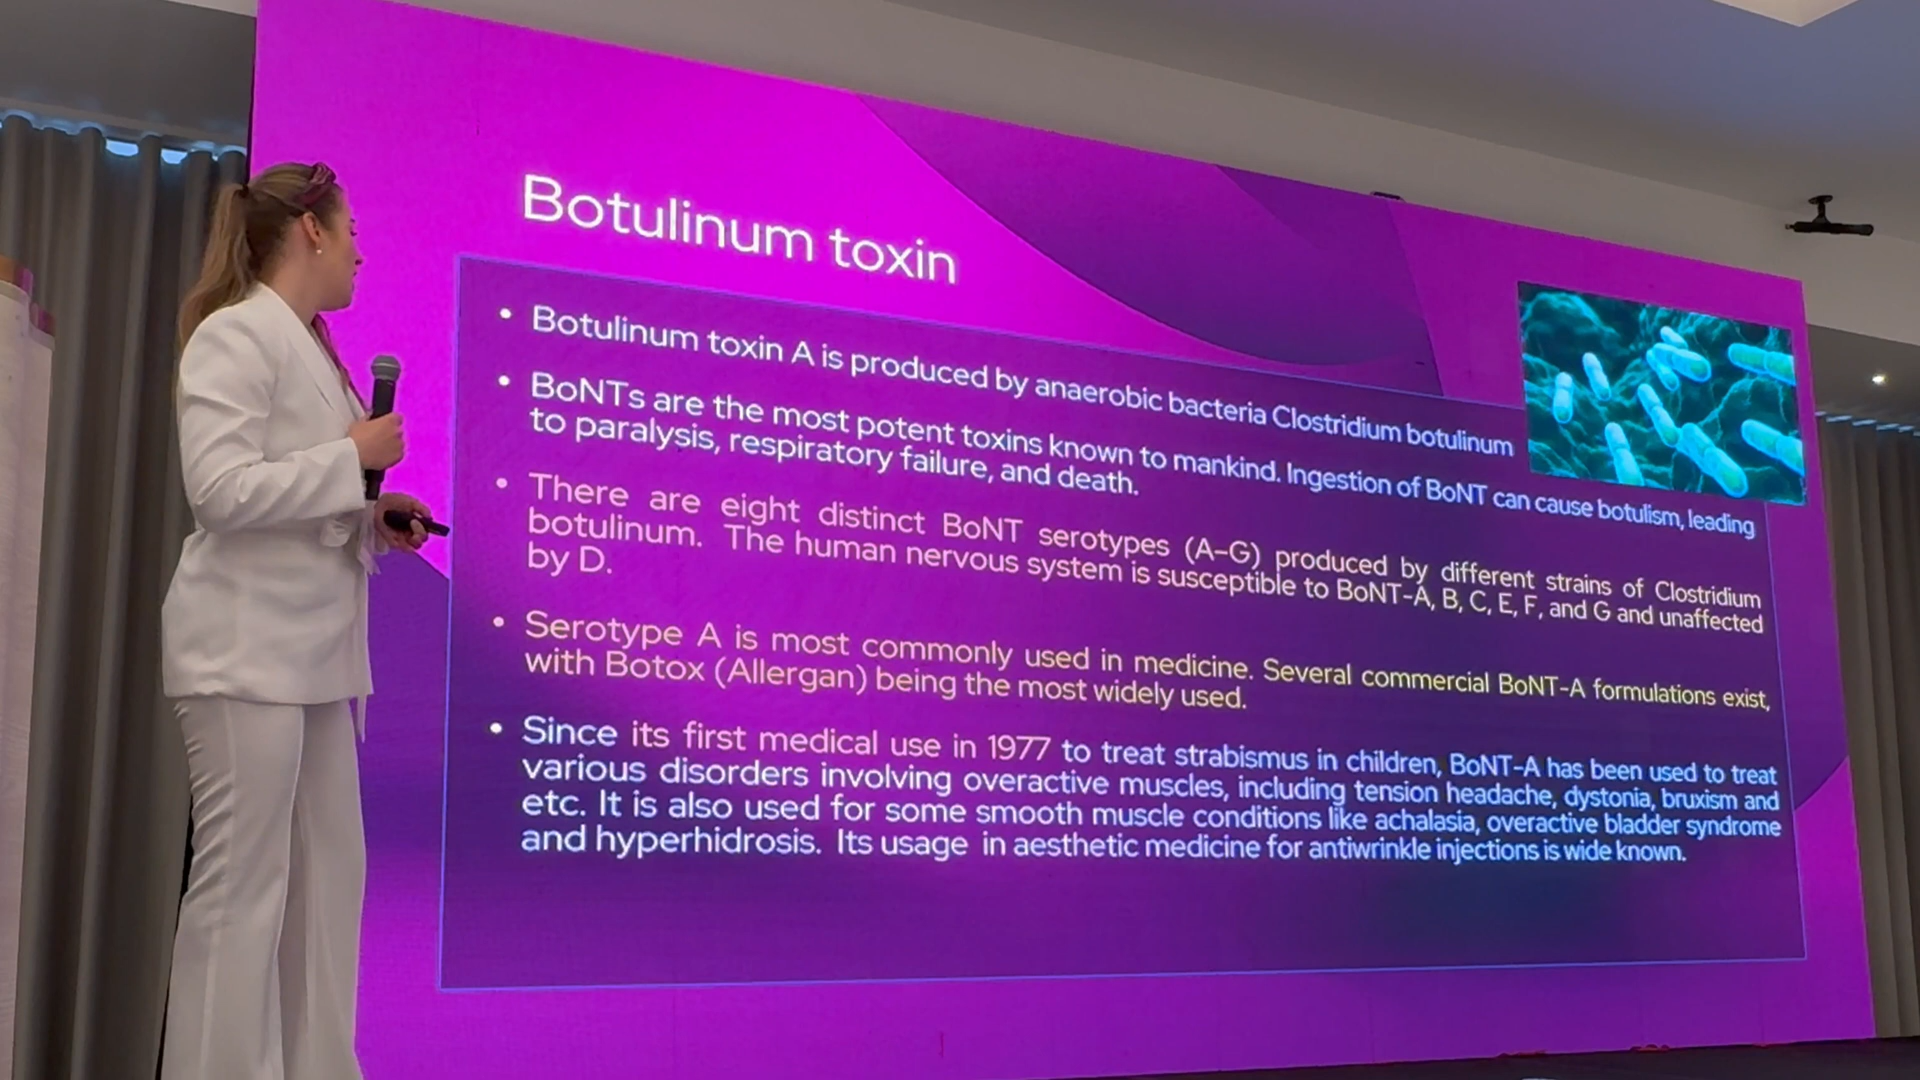 Botulinum toxin
• Botulinum toxin A is produced by anaerobic bacteria Clostridium botulinum
• BoNTs are the most potent toxins known to mankind. Ingestion of BoNT can cause botulism, leading
to paralysis, respiratory failure, and death.
• There are eight distinct BoNT serotypes (A–G) produced by different strains of Clostridium
botulinum. The human nervous system is susceptible to BoNT-A, B, C, E, F, and G and unaffected
by D.
• Serotype A is most commonly used in medicine. Several commercial BoNT-A formulations exist,
with Botox (Allergan) being the most widely used.
• Since its first medical use in 1977 to treat strabismus in children, BoNT-A has been used to treat
various disorders involving overactive muscles, including tension headache, dystonia, bruxism and
etc. It is also used for some smooth muscle conditions like achalasia, overactive bladder syndrome
and hyperhidrosis. Its usage in aesthetic medicine for antiwrinkle injections is wide known.